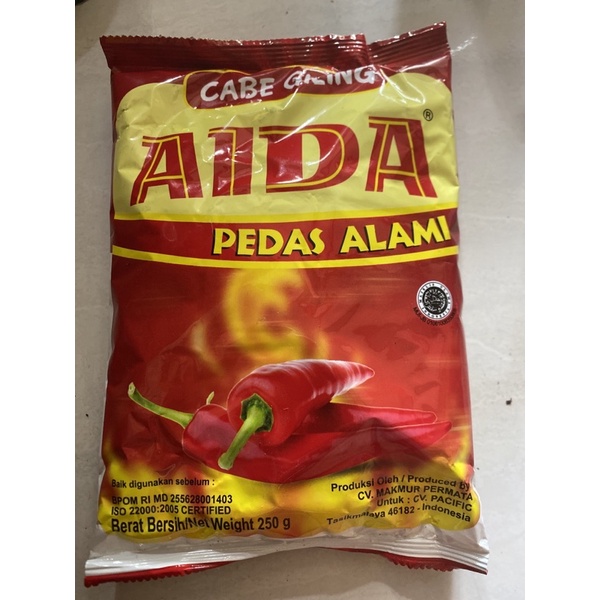 CABE GILING
AIDA®
PEDAS ALAMI
Baik digunakan sebelum :
BPOM RI MD 255628001403
ISO 22000:2005 CERTIFIED
Berat Bersih/Net Weight 250 g
Produksi Oleh / Produced by
CV. MAKMUR PERMATA
Untuk : CV. PACIFIC
Tasikmalaya 46182 - Indonesia